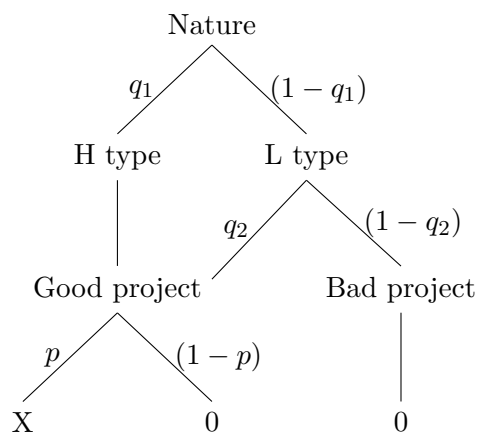 Nature
q₁ (1 − q₁)
H type L type
q₂ (1 − q₂)
Good project Bad project
p (1 − p)
X 0 0